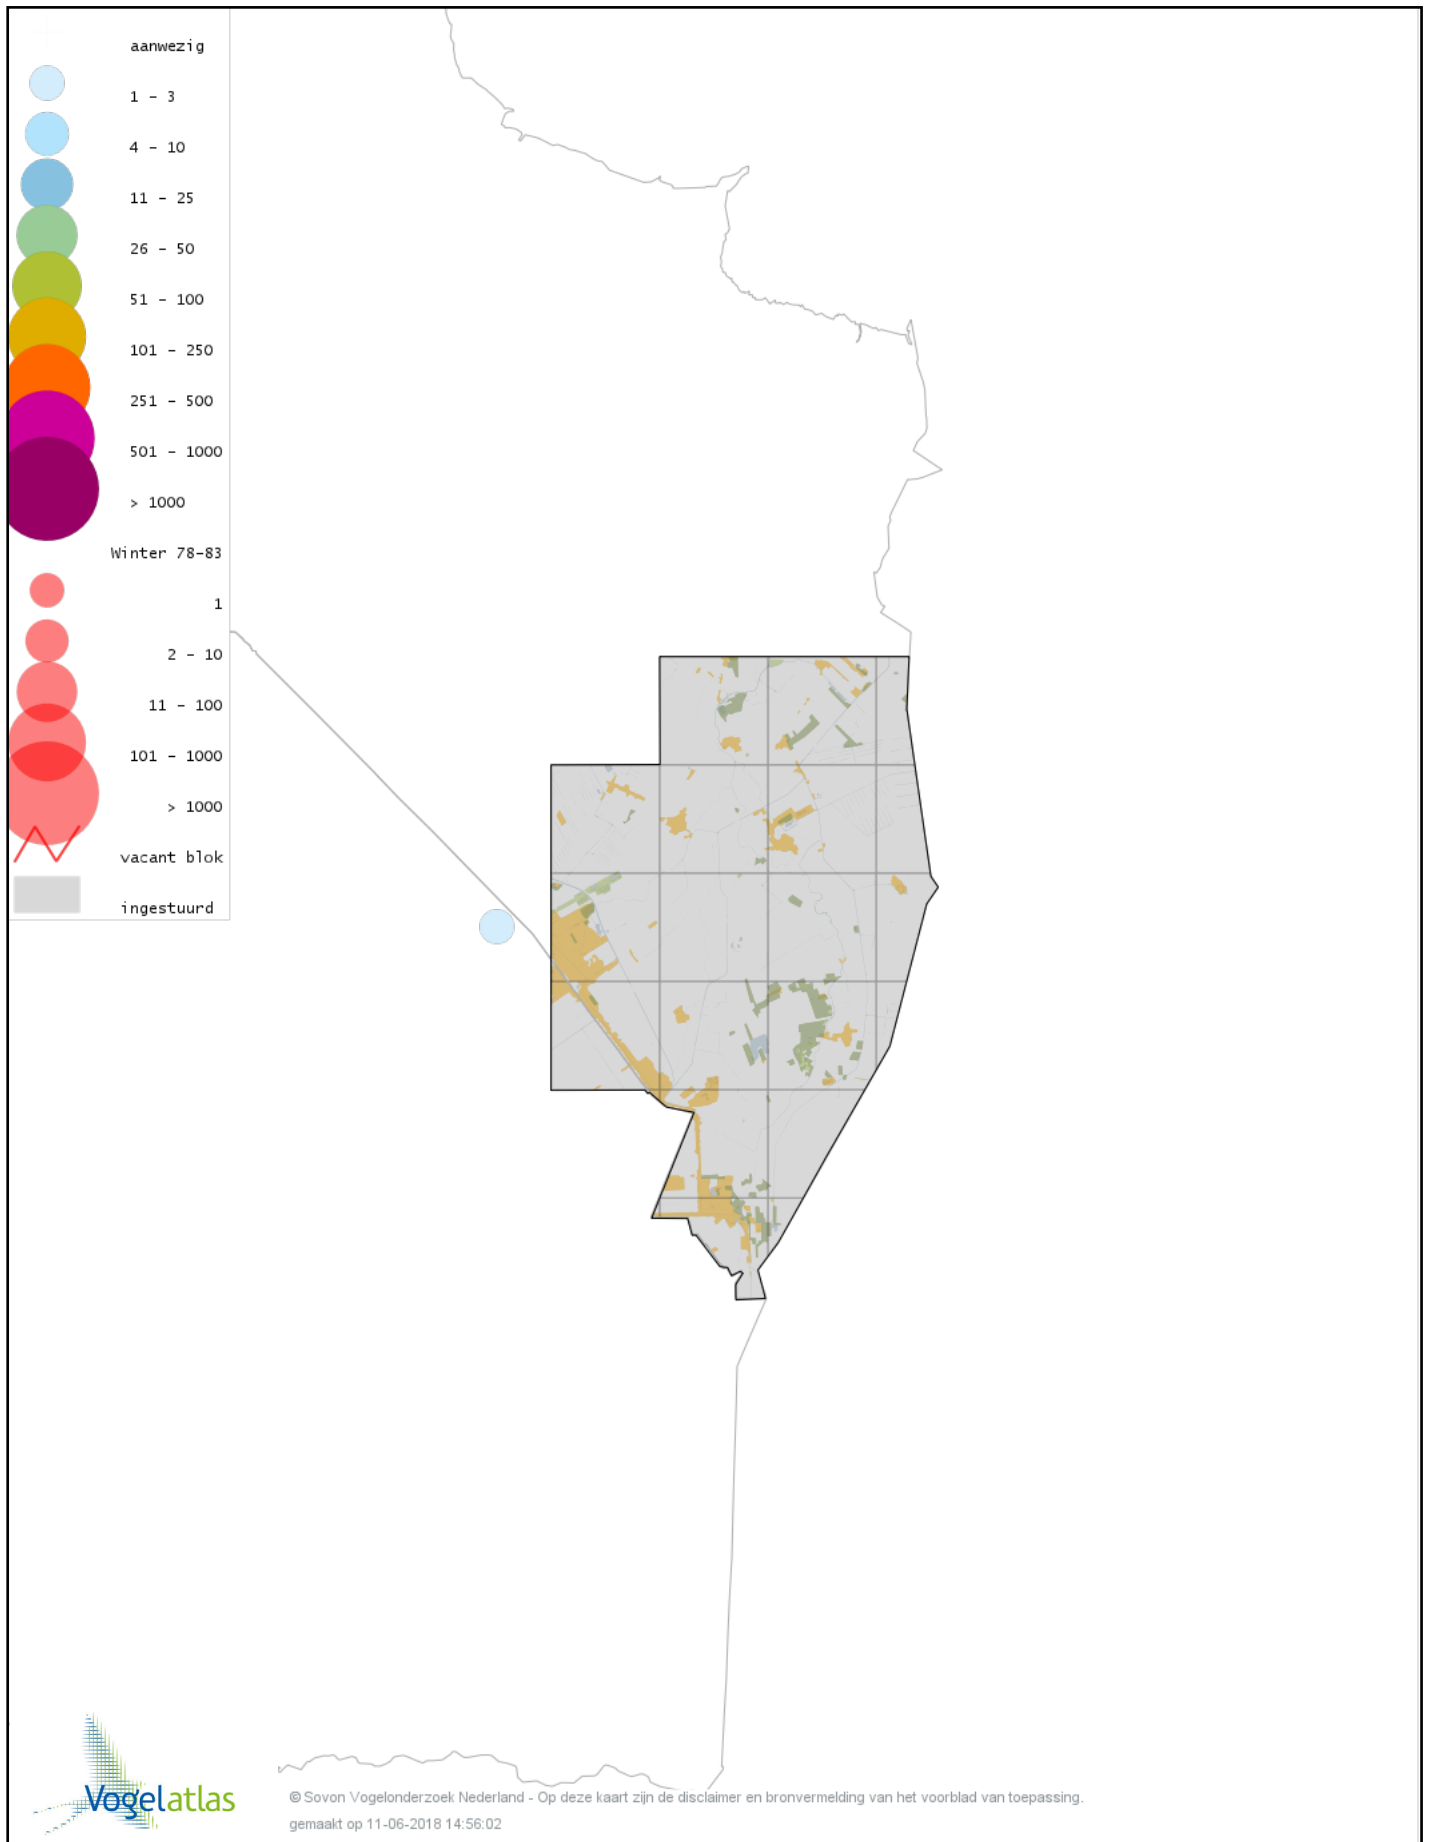 aanwezig
1 - 3
4 - 10
11 - 25
26 - 50
51 - 100
101 - 250
251 - 500
501 - 1000
> 1000
Winter 78-83
1
2 - 10
11 - 100
101 - 1000
> 1000
vacant blok
ingestuurd
Vogelatlas
© Sovon Vogelonderzoek Nederland - Op deze kaart zijn de disclaimer en bronvermelding van het voorblad van toepassing.
gemaakt op 11-06-2018 14:56:02